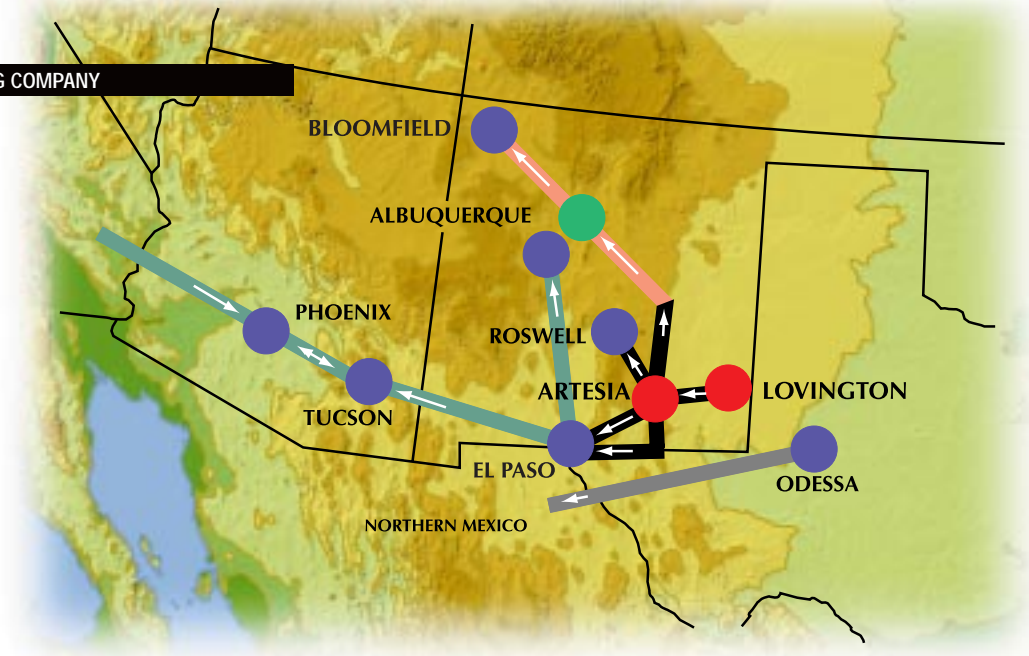 G COMPANY
BLOOMFIELD
ALBUQUERQUE
PHOENIX
ROSWELL
ARTESIA
LOVINGTON
TUCSON
EL PASO
ODESSA
NORTHERN MEXICO